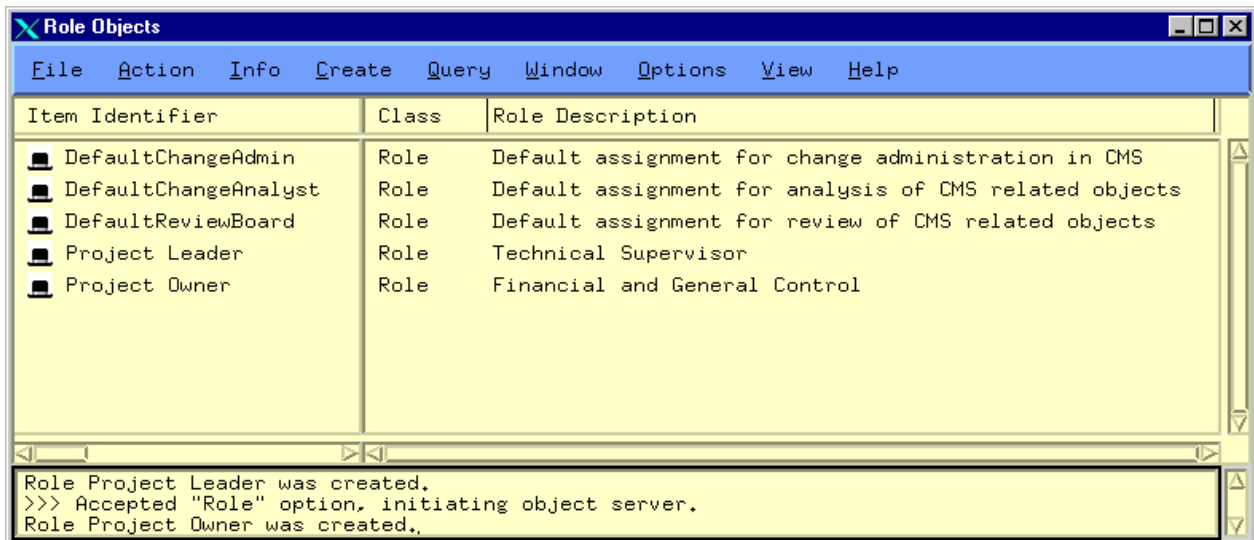 Role Objects
File Action Info Create Query Window Options View Help
Item Identifier Class Role Description
DefaultChangeAdmin Role Default assignment for change administration in CMS
DefaultChangeAnalyst Role Default assignment for analysis of CMS related objects
DefaultReviewBoard Role Default assignment for review of CMS related objects
Project Leader Role Technical Supervisor
Project Owner Role Financial and General Control
Role Project Leader was created.
>>> Accepted "Role" option, initiating object server.
Role Project Owner was created.